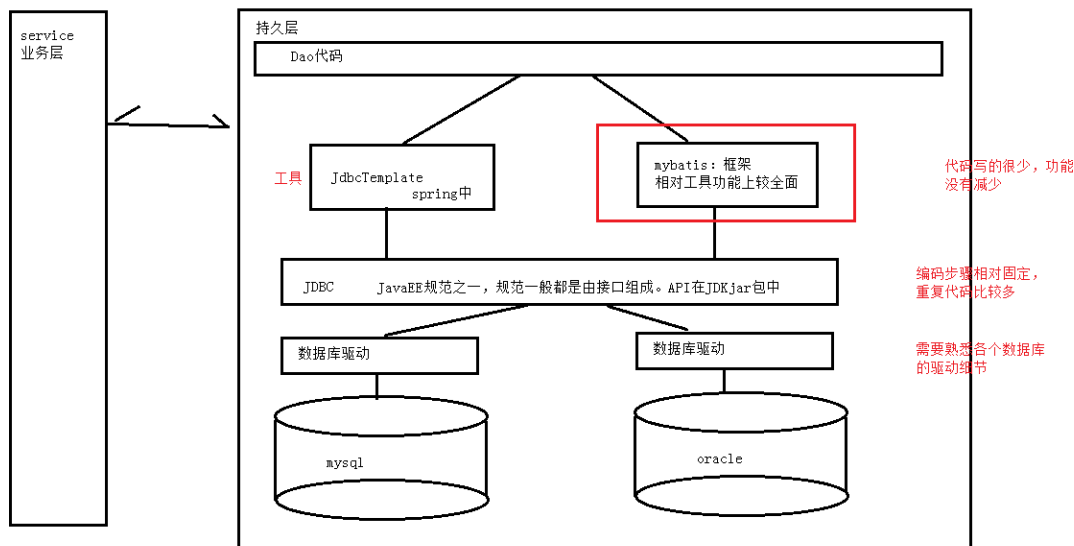 service
业务层
持久层
Dao代码
工具
JdbcTemplate
spring中
mybatis：框架
相对工具功能上较全面
代码写的很少，功能
没有减少
JDBC JavaEE规范之一，规范一般都是由接口组成。API在JDKjar包中
编码步骤相对固定，
重复代码比较多
数据库驱动
数据库驱动
需要熟悉各个数据库
的驱动细节
mysql
oracle